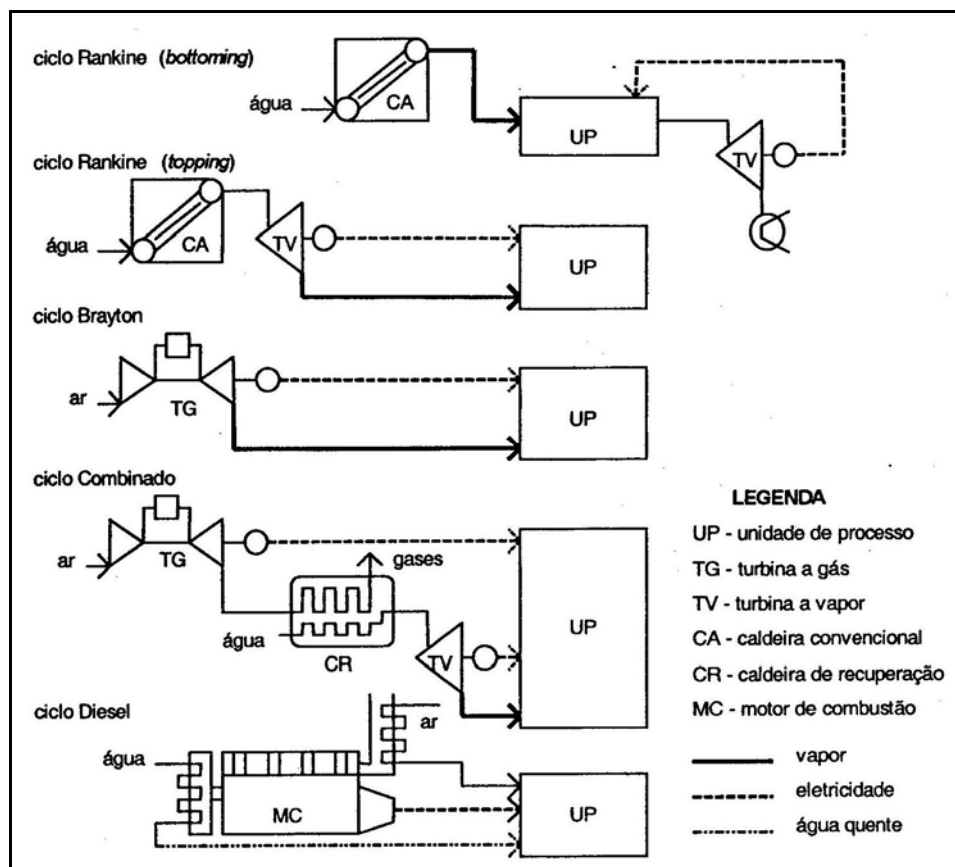 ciclo Rankine (bottoming)
água
CA
UP
TV
ciclo Rankine (topping)
água
CA
TV
UP
ciclo Brayton
ar
TG
UP
ciclo Combinado
ar
TG
gases
água
CR
TV
UP
LEGENDA
UP - unidade de processo
TG - turbina a gás
TV - turbina a vapor
CA - caldeira convencional
CR - caldeira de recuperação
MC - motor de combustão
vapor
eletricidade
água quente
ciclo Diesel
água
ar
MC
UP